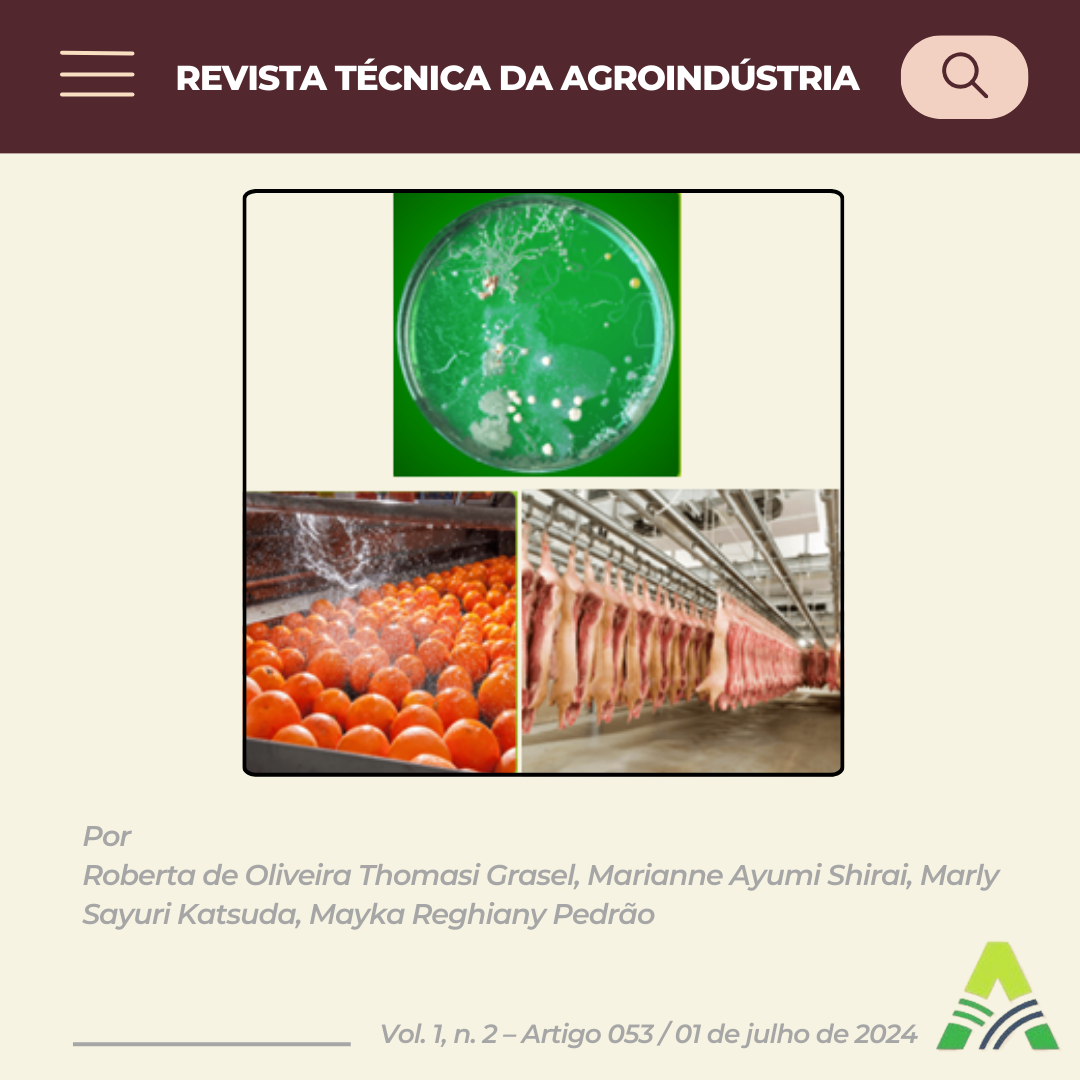 REVISTA TÉCNICA DA AGROINDÚSTRIA
Por
Roberta de Oliveira Thomasi Grasel, Marianne Ayumi Shirai, Marly
Sayuri Katsuda, Mayka Reghiany Pedrão
Vol. 1, n. 2 – Artigo 053 / 01 de julho de 2024